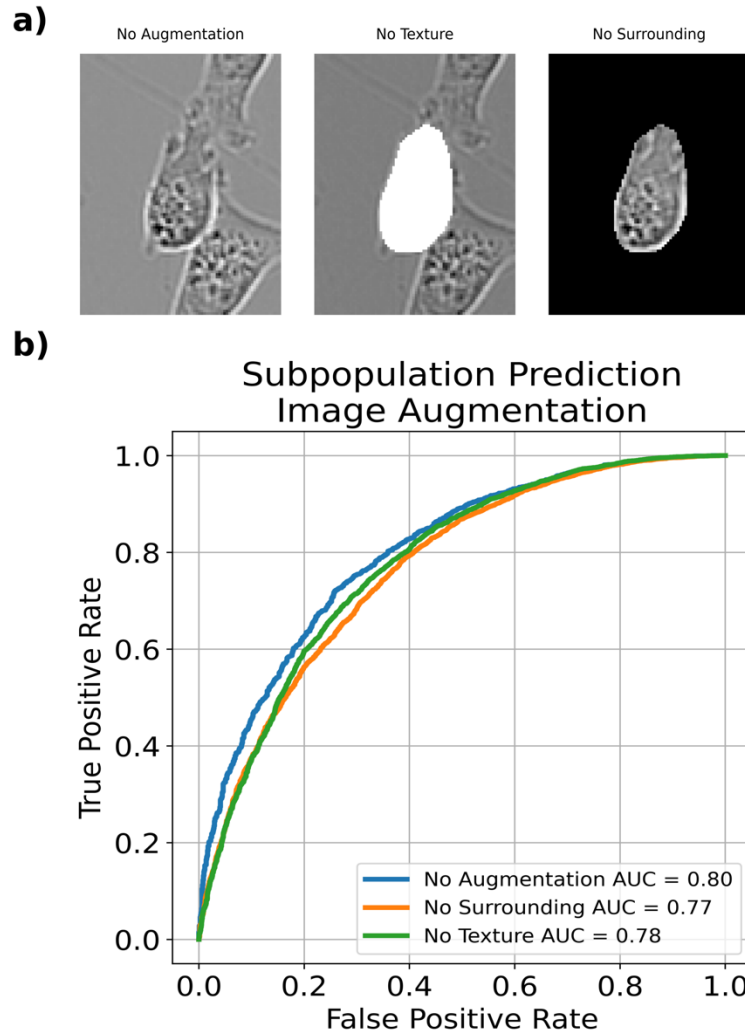 a)
No Augmentation
No Texture
No Surrounding
b)
Subpopulation Prediction
Image Augmentation
1.0
0.8
0.6
0.4
0.2
0.0
True Positive Rate
No Augmentation AUC = 0.80
No Surrounding AUC = 0.77
No Texture AUC = 0.78
0.0 0.2 0.4 0.6 0.8 1.0
False Positive Rate